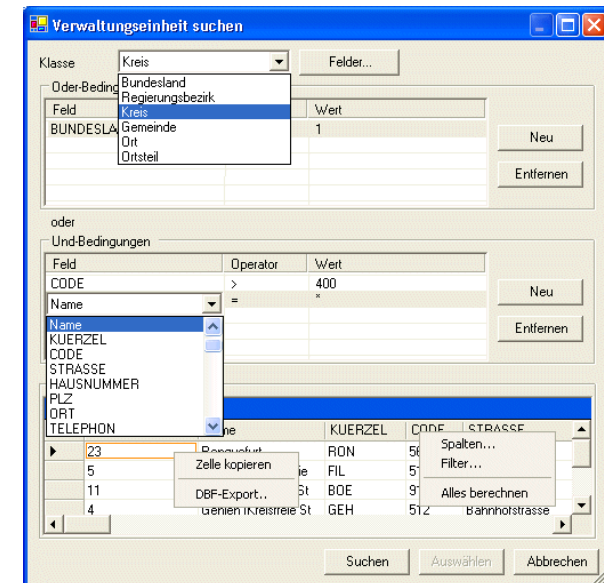 Verwaltungseinheit suchen
Klasse Kreis Felder...
Bundesland
Regierungsbezirk
Kreis
Gemeinde
Ort
Ortsteil
Feld Wert
1
Neu
Entfernen
oder
Und-Bedingungen
Feld Operator Wert
CODE > 400
Name = *
Neu
Entfernen
Name
KUERZEL
CODE
STRASSE
HAUSNUMMER
PLZ
ORT
TELEPHON
KUERZEL CODE STRASSE
23 RON
5 FIL
11 St BOE
4 St GEH 512 Bahnhofstrasse
Zelle kopieren
DBF-Export..
Spalten...
Filter...
Alles berechnen
Suchen Auswählen Abbrechen